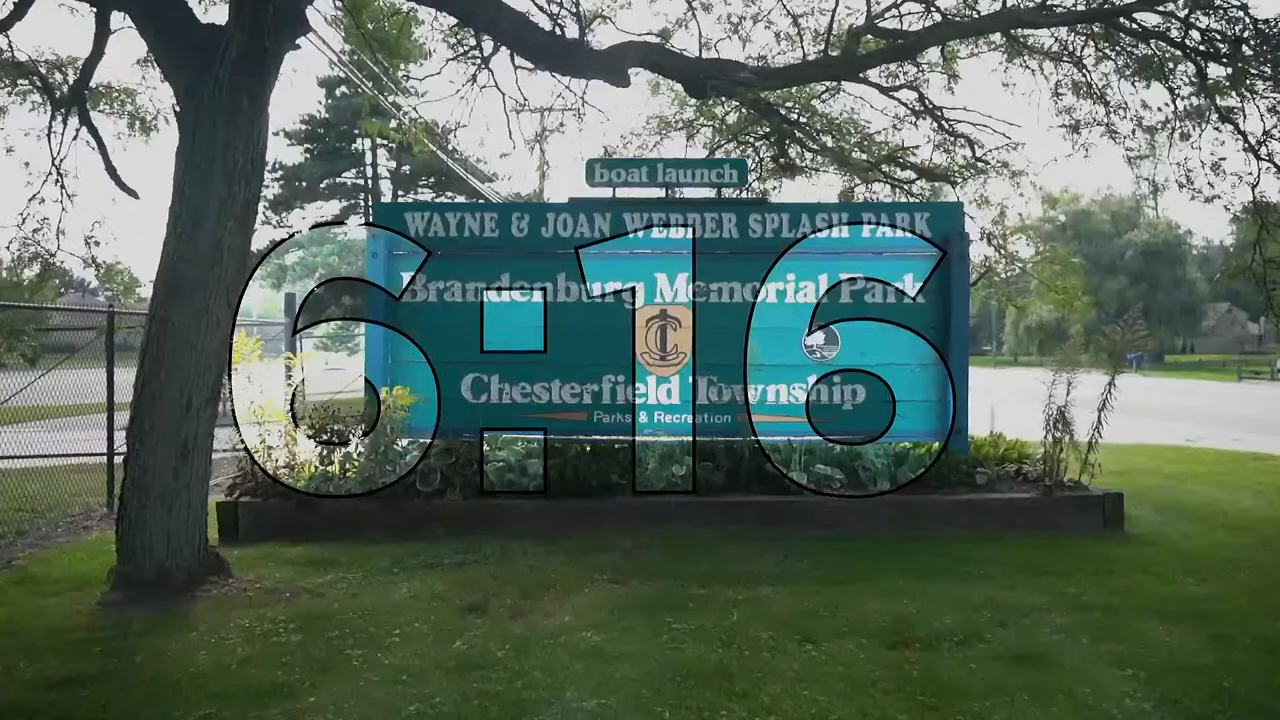 boat launch
WAYNE & JOAN WEBBER SPLASH PARK
Brandenburg Memorial Park
Chesterfield Township
Parks & Recreation
6:16